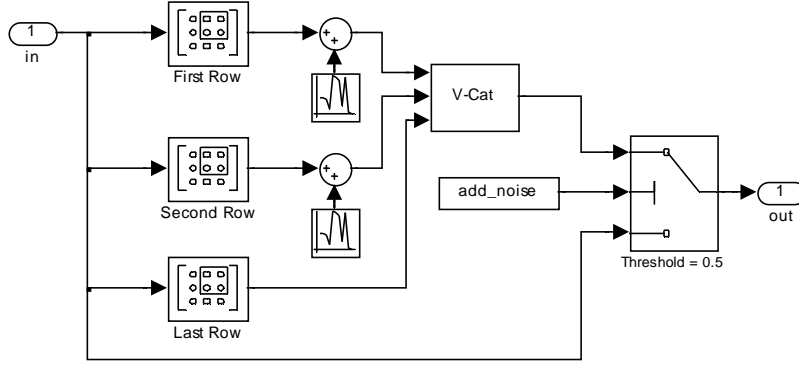 1
in
First Row
+
+
V-Cat
Second Row
+
+
add_noise
1
out
Threshold = 0.5
Last Row